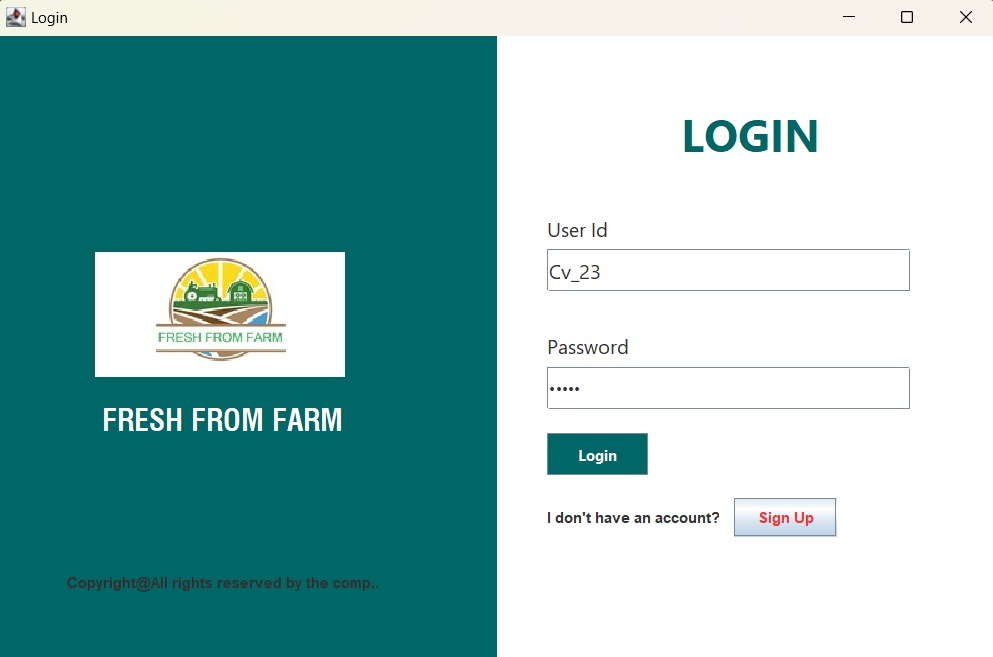 Login
FRESH FROM FARM
FRESH FROM FARM
Copyright@All rights reserved by the comp..
LOGIN
User Id
Cv_23
Password
•••••
Login
I don't have an account? Sign Up